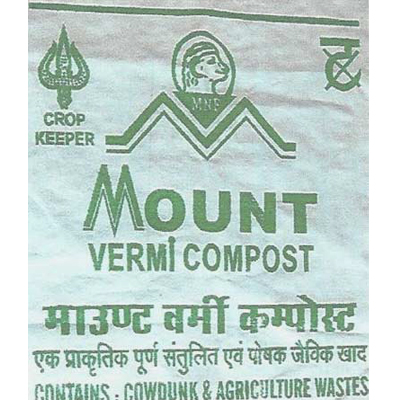 MNF
CROP
KEEPER
MOUNT
VERMI COMPOST
माउण्ट वर्मी कम्पोस्ट
एक प्राकृतिक पूर्ण संतुलित एवं पोषक जैविक खाद
CONTAINS : COWDUNK & AGRICULTURE WASTES